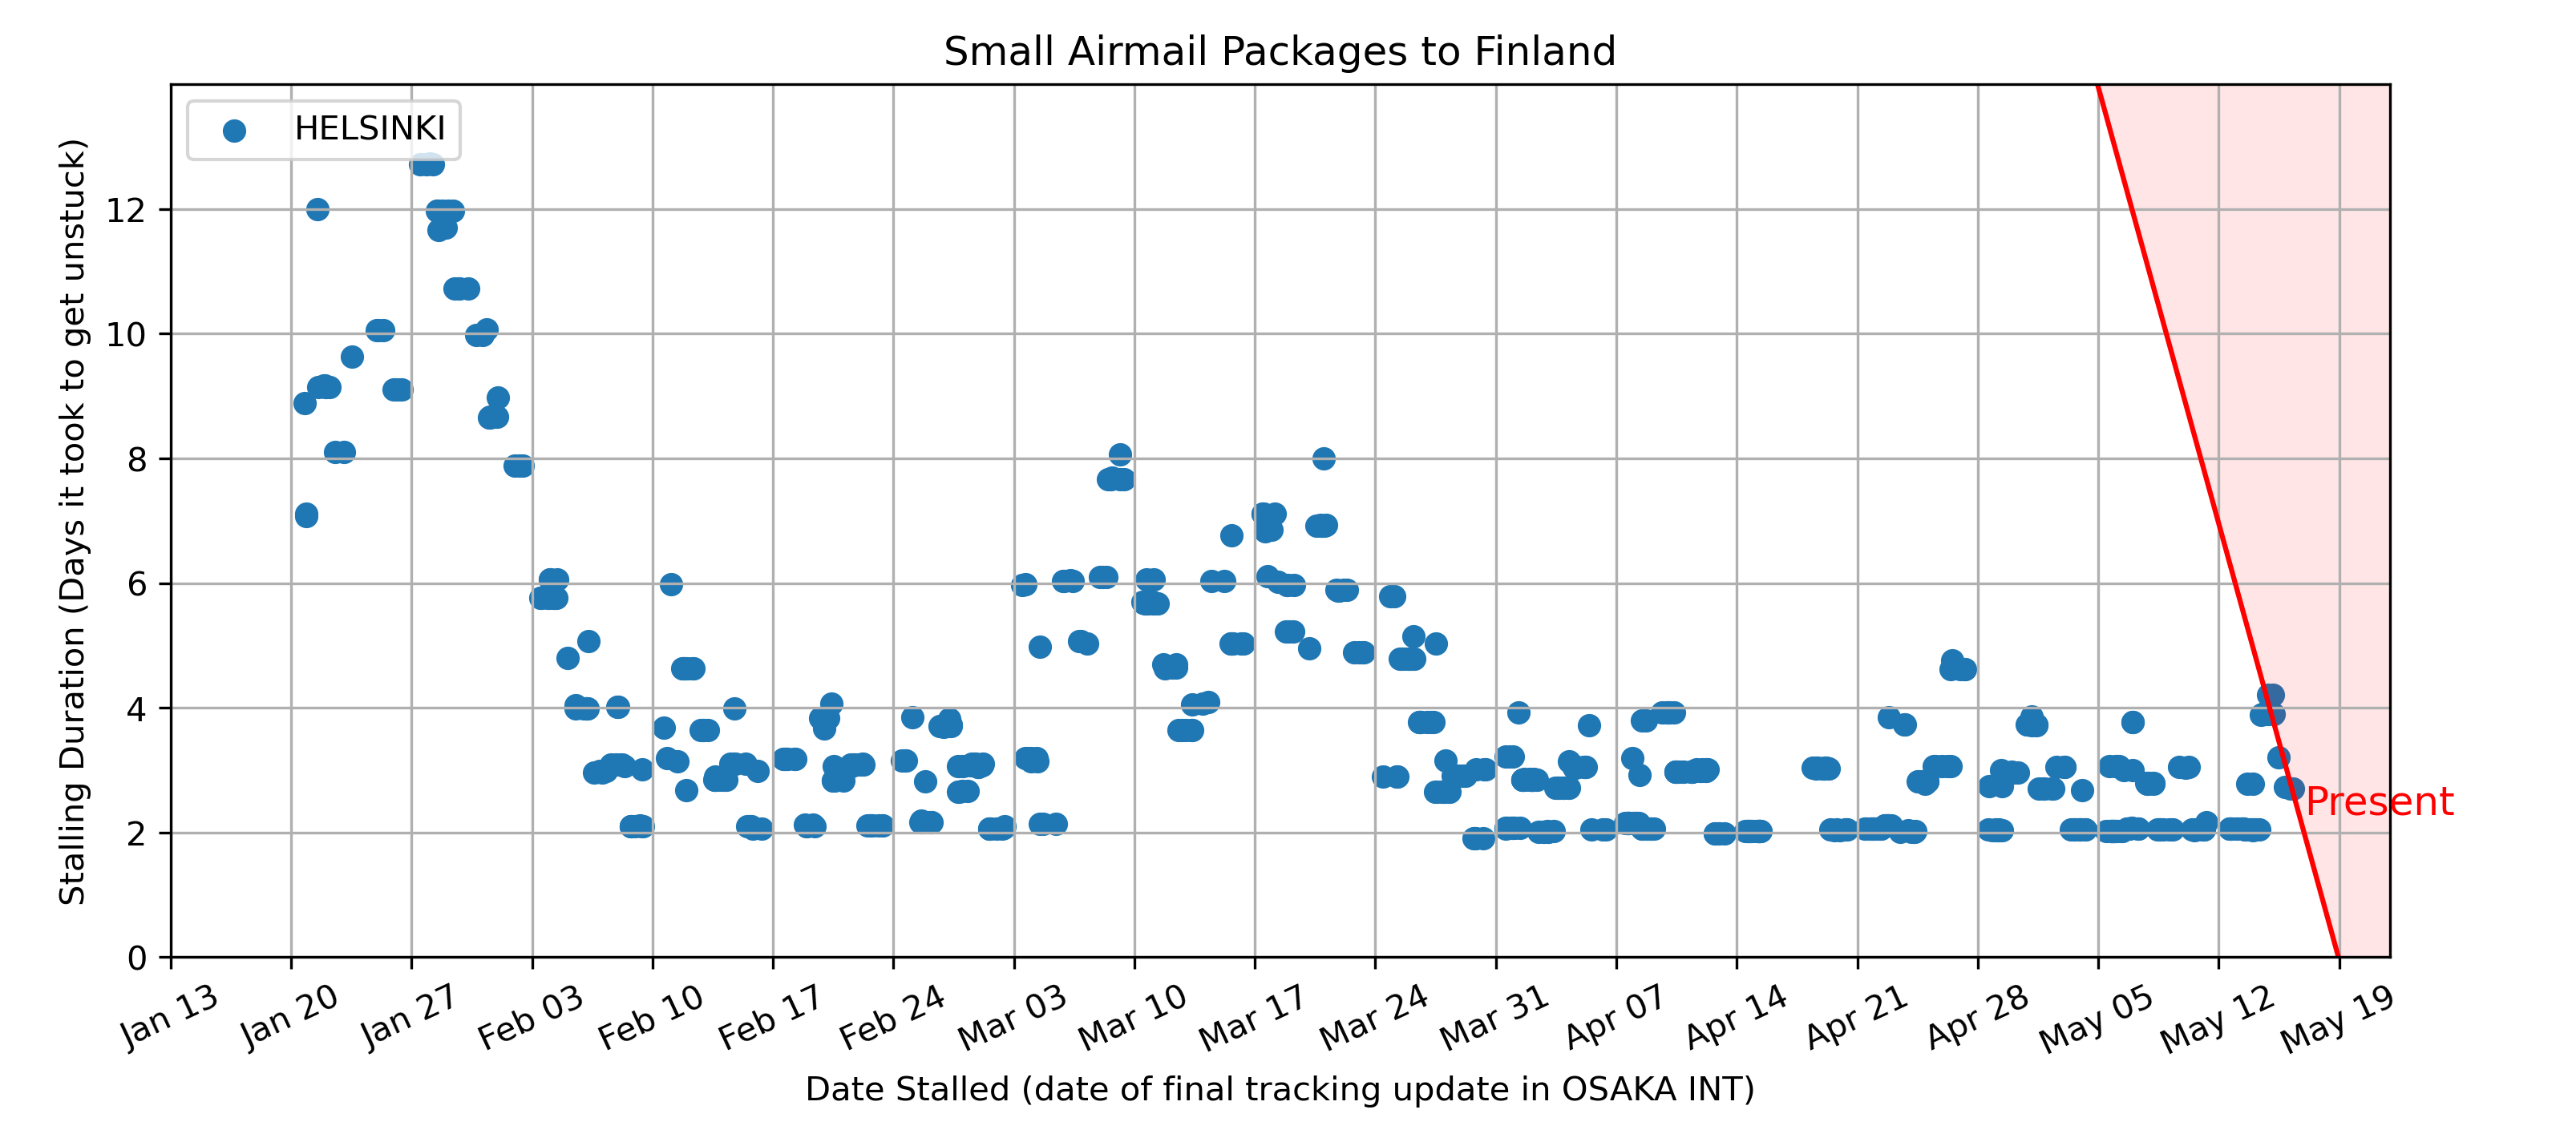 Small Airmail Packages to Finland
HELSINKI
Stalling Duration (Days it took to get unstuck)
12
10
8
6
4
2
0
Present
Jan 13
Jan 20
Jan 27
Feb 03
Feb 10
Feb 17
Feb 24
Mar 03
Mar 10
Mar 17
Mar 24
Mar 31
Apr 07
Apr 14
Apr 21
Apr 28
May 05
May 12
May 19
Date Stalled (date of final tracking update in OSAKA INT)